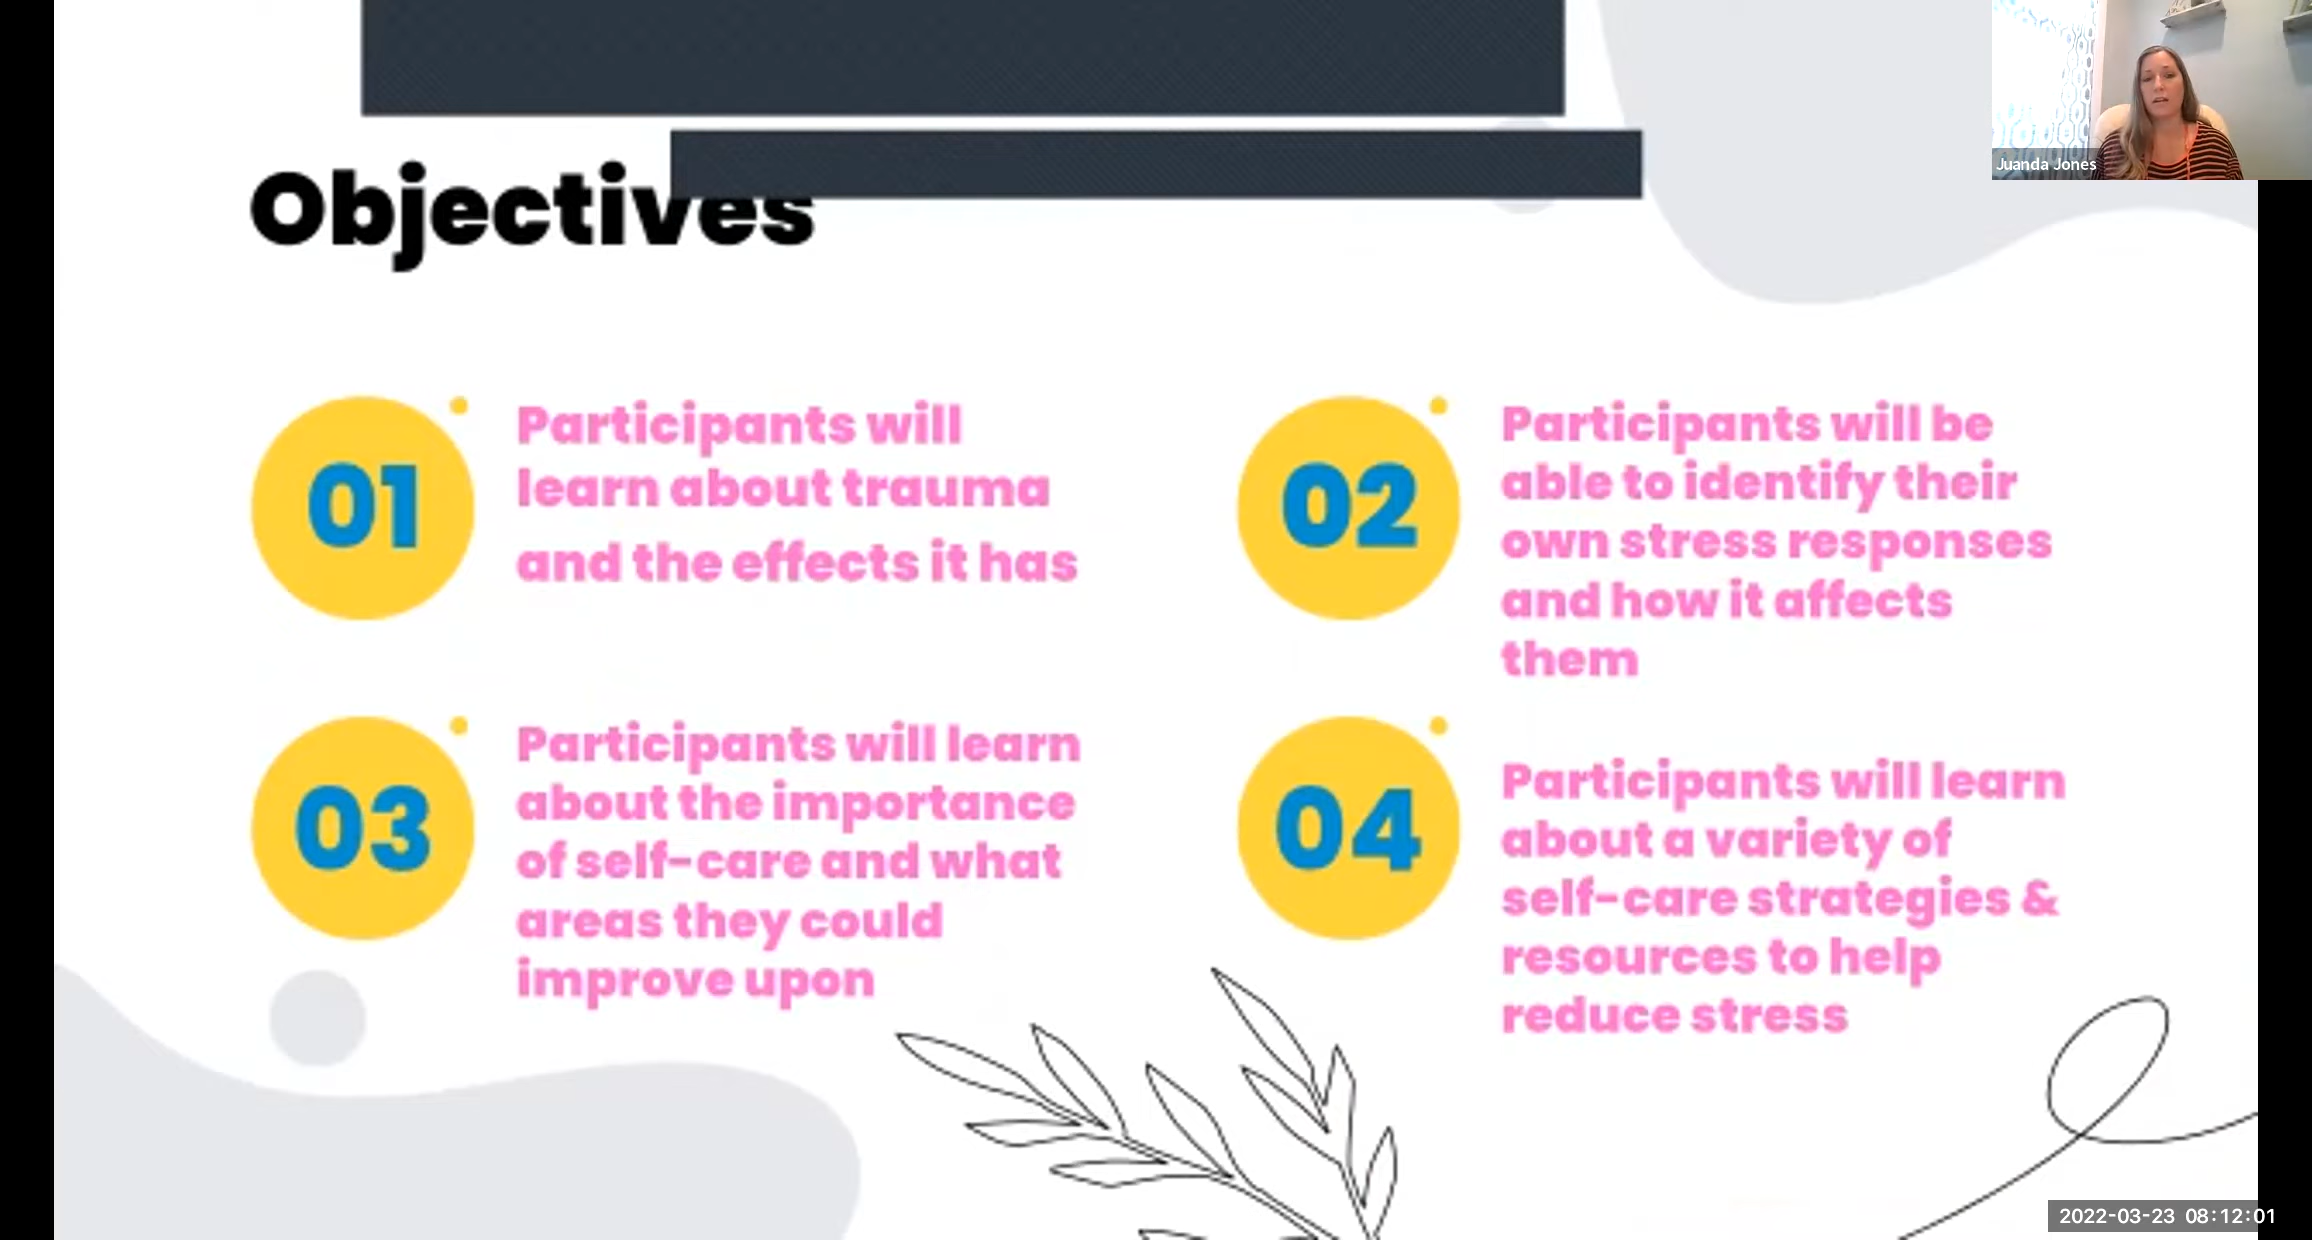 Juanda Jones
Objectives
01
Participants will
learn about trauma
and the effects it has
02
Participants will be
able to identify their
own stress responses
and how it affects
them
03
Participants will learn
about the importance
of self-care and what
areas they could
improve upon
04
Participants will learn
about a variety of
self-care strategies &
resources to help
reduce stress
2022-03-23 08:12:01